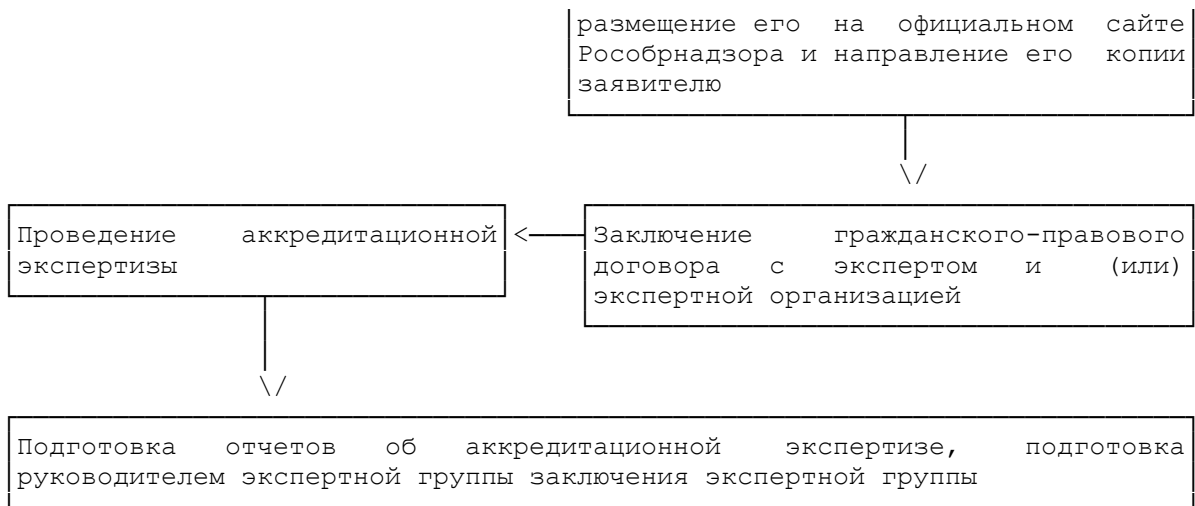 размещение его на официальном сайте
Рособрнадзора и направление его копии
заявителю
Проведение аккредитационной
экспертизы
Заключение гражданского-правового
договора с экспертом и (или)
экспертной организацией
Подготовка отчетов об аккредитационной экспертизе, подготовка
руководителем экспертной группы заключения экспертной группы